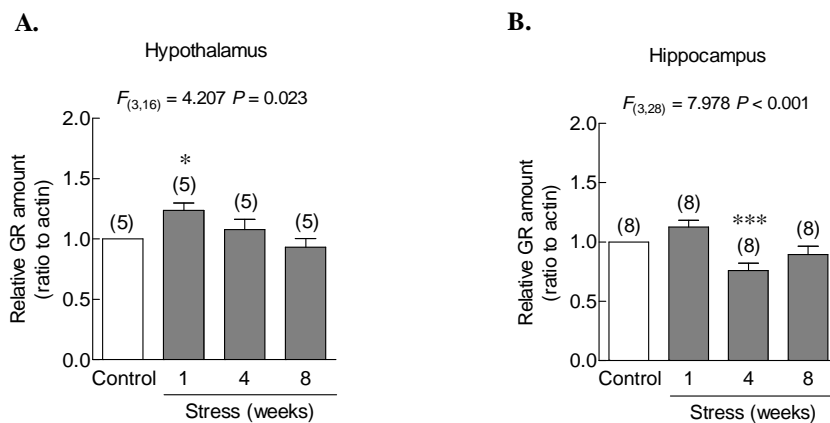 A.
Hypothalamus
F(3,16) = 4.207 P = 0.023
Relative GR amount
(ratio to actin)
2.0
1.5
1.0
0.5
0.0
(5)
*
(5)
(5)
(5)
Control
1
4
8
Stress (weeks)
B.
Hippocampus
F(3,28) = 7.978 P < 0.001
Relative GR amount
(ratio to actin)
2.0
1.5
1.0
0.5
0.0
(8)
(8)
***
(8)
(8)
Control
1
4
8
Stress (weeks)